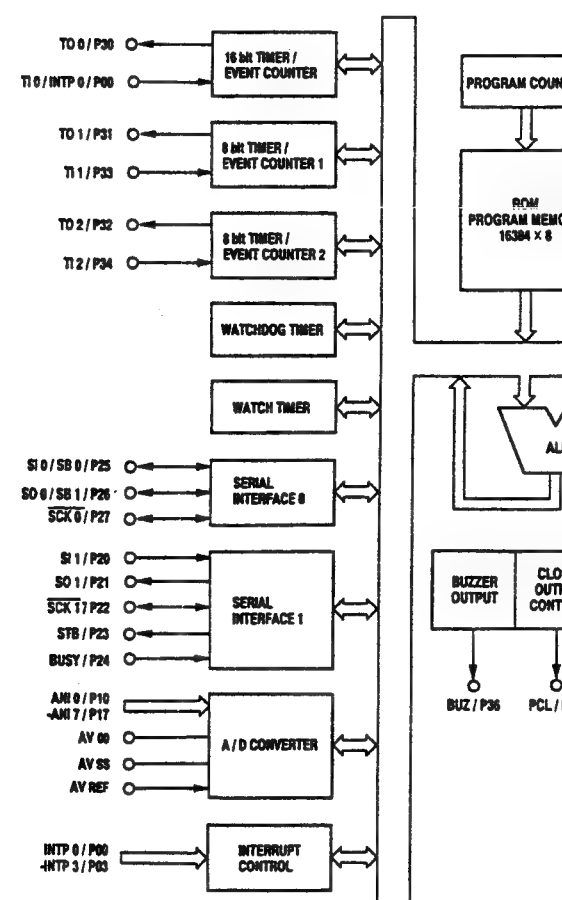 TO 0 / P30
TI 0 / INTP 0 / P00
16 bit TIMER /
EVENT COUNTER
TO 1 / P31
TI 1 / P33
8 bit TIMER /
EVENT COUNTER 1
TO 2 / P32
TI 2 / P34
8 bit TIMER /
EVENT COUNTER 2
WATCHDOG TIMER
WATCH TIMER
SI 0 / SB 0 / P25
SO 0 / SB 1 / P26
SCK 0 / P27
SERIAL
INTERFACE 0
SI 1 / P20
SO 1 / P21
SCK 1 / P22
STB / P23
BUSY / P24
SERIAL
INTERFACE 1
ANI 0 / P10
-ANI 7 / P17
AV
AV SS
AV REF
A / D CONVERTER
INTP 0 / P00
-INTP 3 / P03
INTERRUPT
CONTROL
PROGRAM COUN
ROM
PROGRAM MEMO
16384 × 8
AL
BUZZER
OUTPUT
CLO
OUTP
CONT
BUZ / P36
PCL /